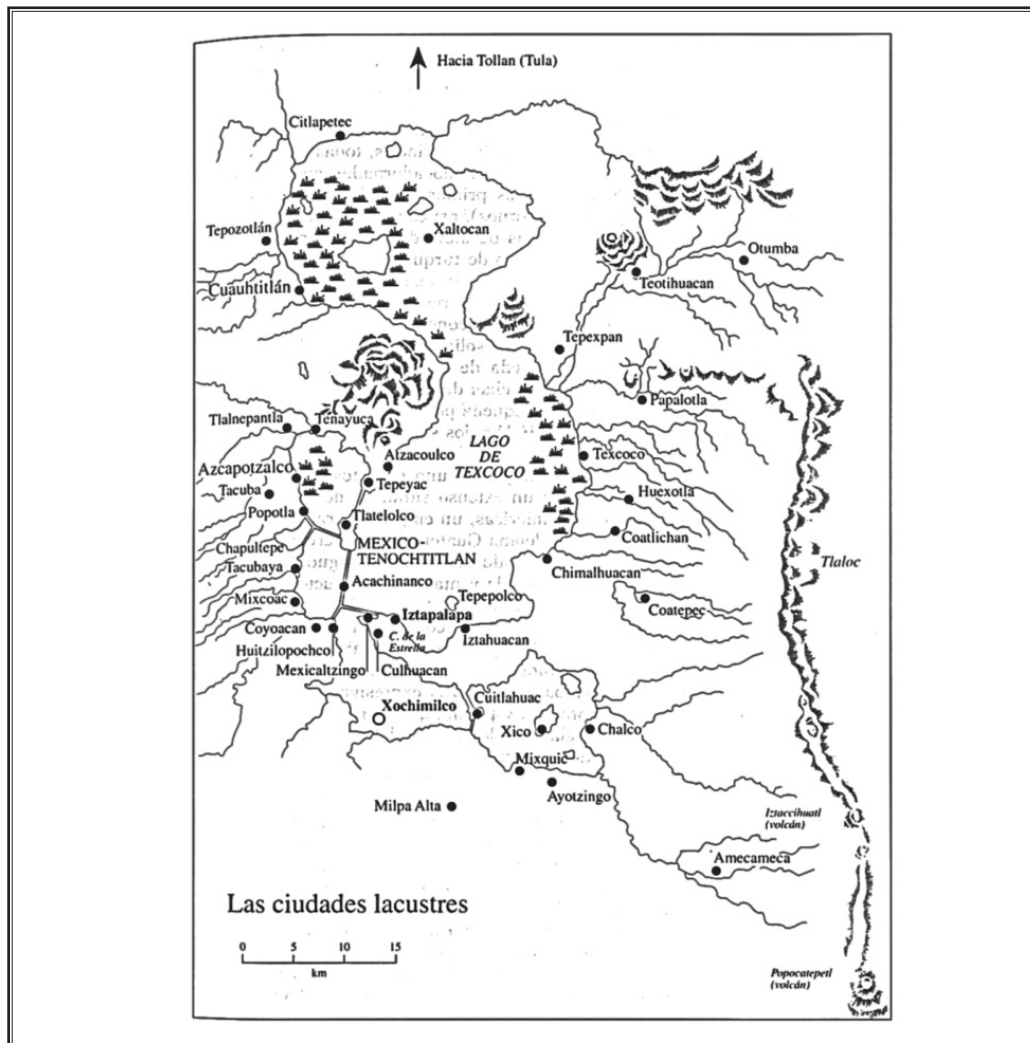 Hacia Tollan (Tula)
Citlapetec
Tepozotlán
Xaltocan
Otumba
Teotihuacan
Cuauhtitlán
Tepexpan
Papalotla
Tlalnepantla
Tenayuca
LAGO
DE
TEXCOCO
Atzacoulco
Texcoco
Azcapotzalco
Tepeyac
Tacuba
Huexotla
Popotla
Tlatelolco
Coatlichan
MEXICO-
TENOCHTITLAN
Chapultepec
Tacubaya
Chimalhuacan
Tlaloc
Acachinanco
Mixcoac
Tepepolco
Coatepec
Iztapalapa
Coyoacan
C. de la
Estrella
Iztahuacan
Huitzilopochco
Mexicaltzingo
Culhuacan
Xochimilco
Cuitlahuac
Xico
Chalco
Mixquic
Ayotzingo
Milpa Alta
Iztaccihuatl
(volcán)
Amecameca
Las ciudades lacustres
0 5 10 15
km
Popocatepetl
(volcán)